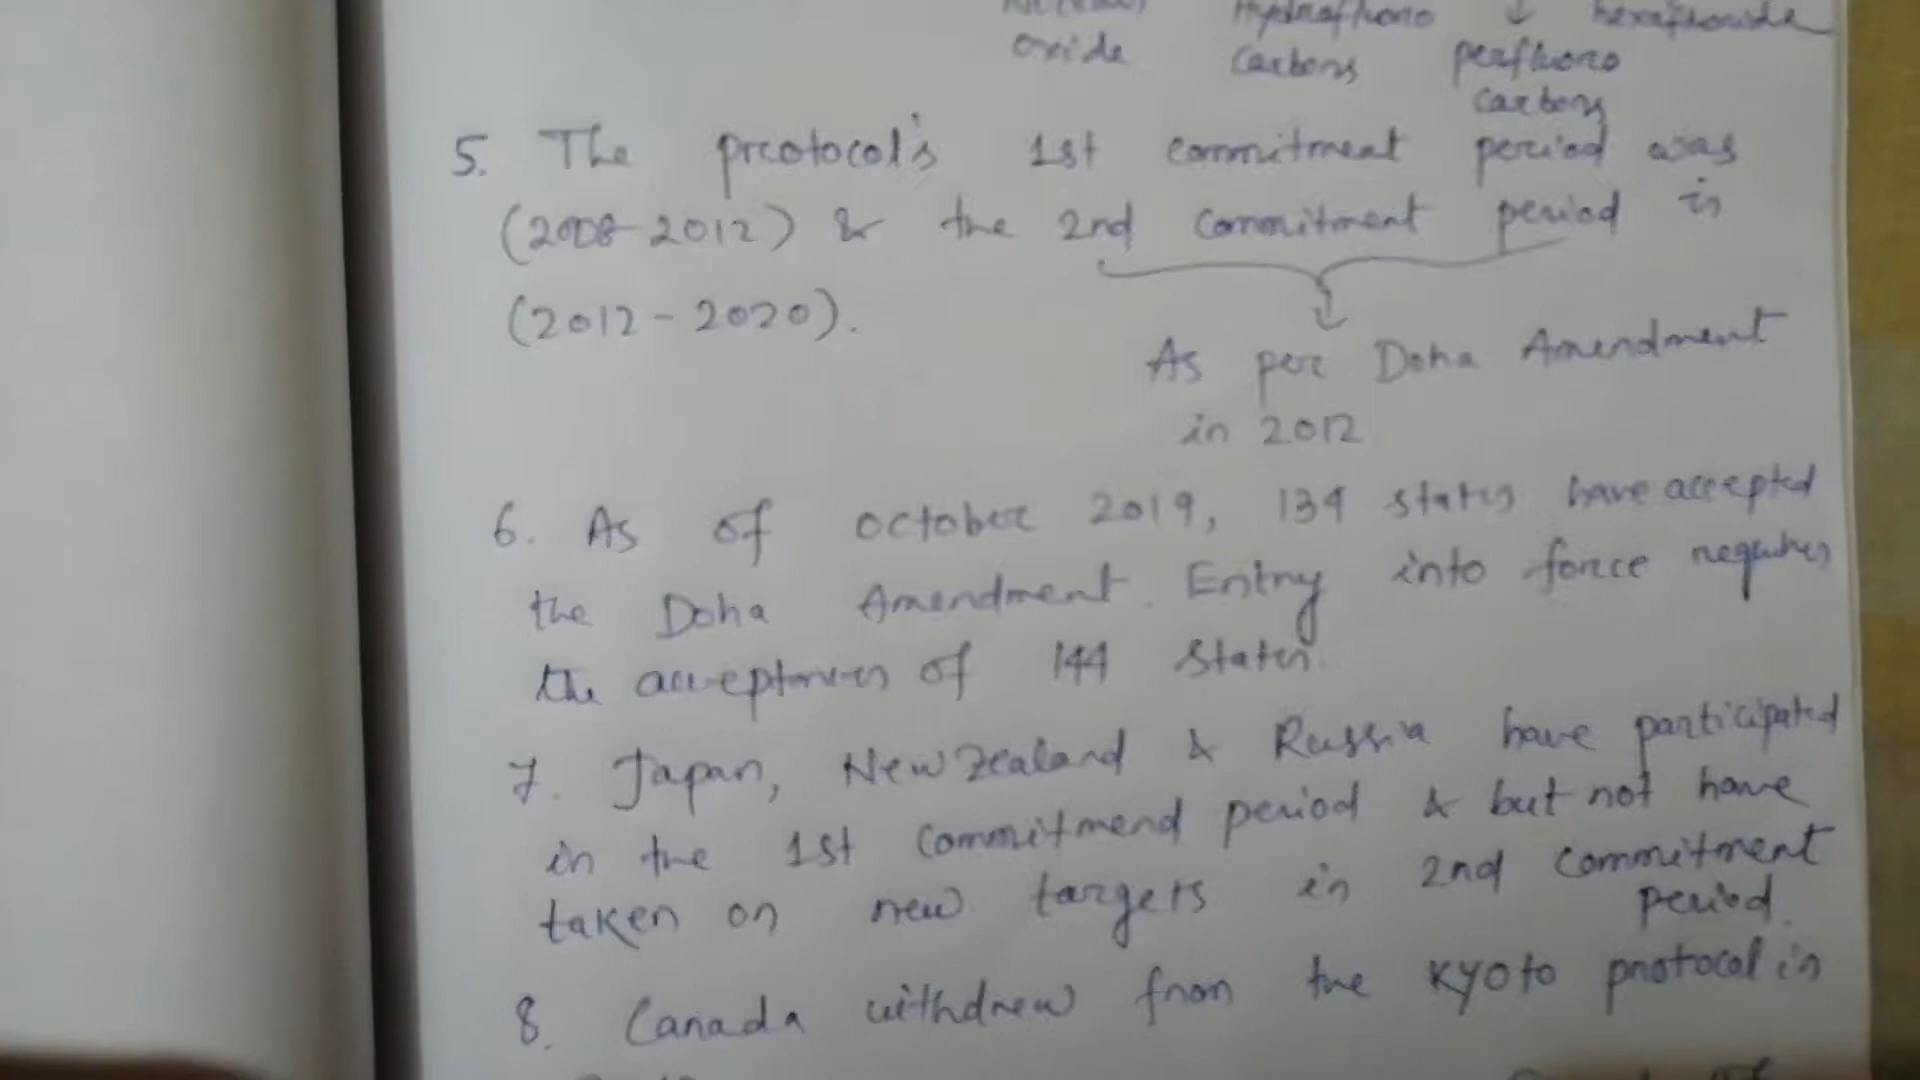 hydrofluoro ↓ hexafluoride
oxide carbons perfluoro
carbons
5. The protocol's 1st commitment period was
(2008-2012) & the 2nd commitment period is
(2012-2020).
As per Doha Amendment
in 2012
6. As of october 2019, 134 states have accepted
the Doha Amendment. Entry into force requires
the acceptances of 144 states.
7. Japan, New Zealand & Russia have participated
in the 1st commitmend period & but not have
taken on new targets in 2nd commitment
period.
8. Canada withdrew from the Kyoto protocol in